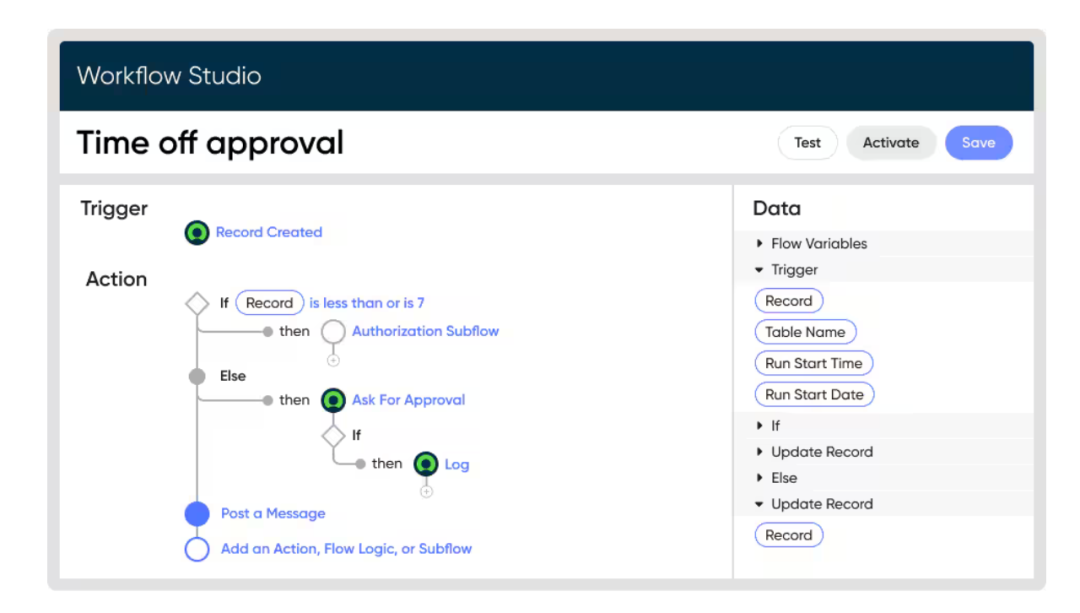 Workflow Studio
Time off approval
Test
Activate
Save
Trigger
Record Created
Action
If Record is less than or is 7
then Authorization Subflow
Else
then Ask For Approval
If
then Log
Post a Message
Add an Action, Flow Logic, or Subflow
Data
Flow Variables
Trigger
Record
Table Name
Run Start Time
Run Start Date
If
Update Record
Else
Update Record
Record